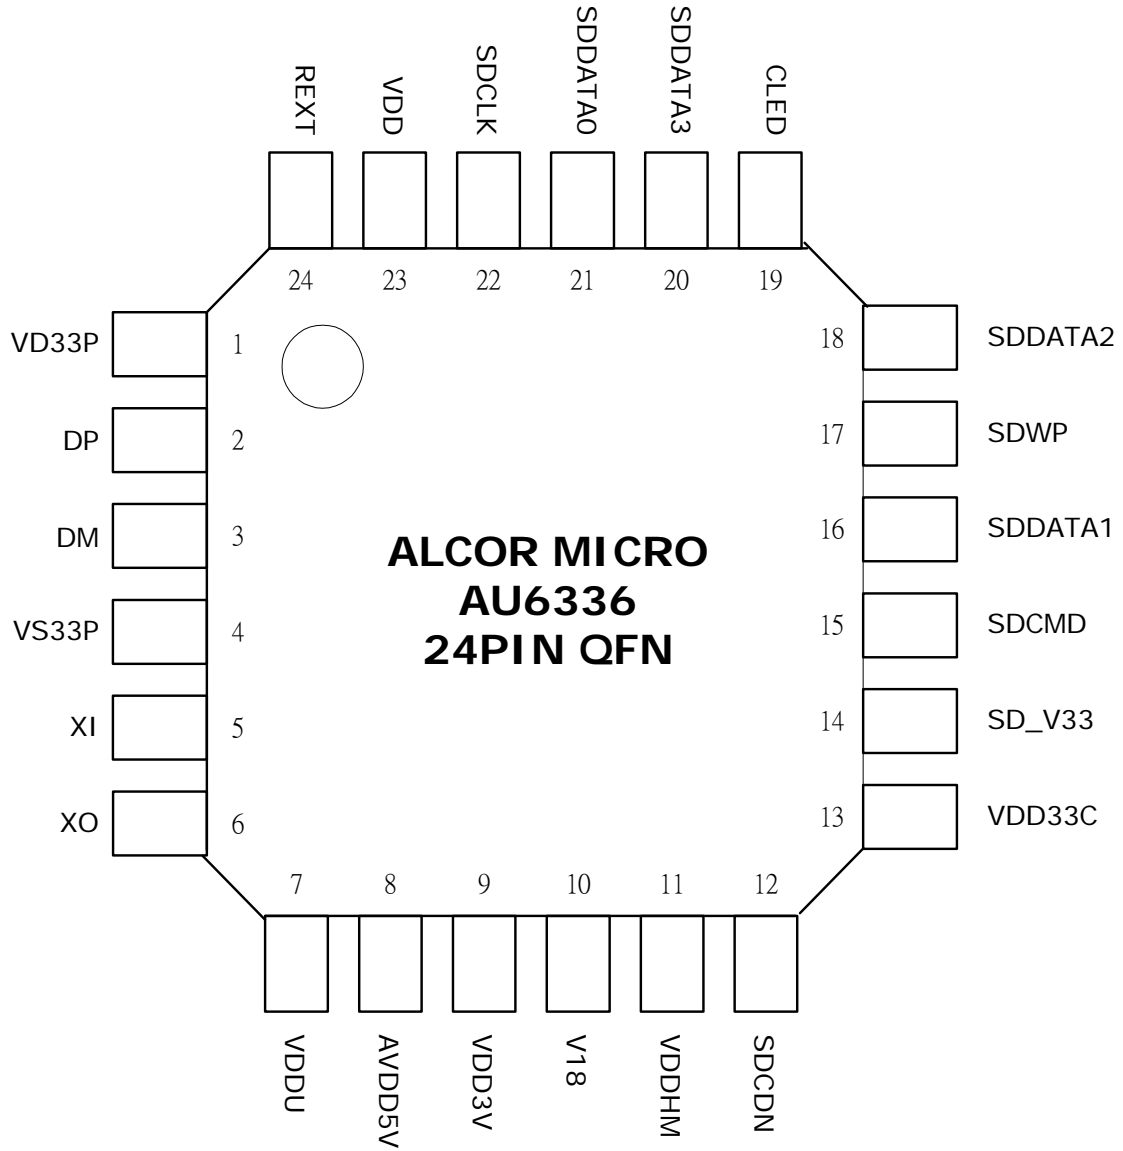 REXT
VDD
SDCLK
SDDATA0
SDDATA3
CLED
24
23
22
21
20
19
VD33P
1
DP
2
DM
3
VS33P
4
XI
5
XO
6
18
SDDATA2
17
SDWP
16
SDDATA1
15
SDCMD
14
SD_V33
13
VDD33C
ALCOR MICRO
AU6336
24PIN QFN
7
8
9
10
11
12
VDDU
AVDD5V
VDD3V
V18
VDDHM
SDCDN